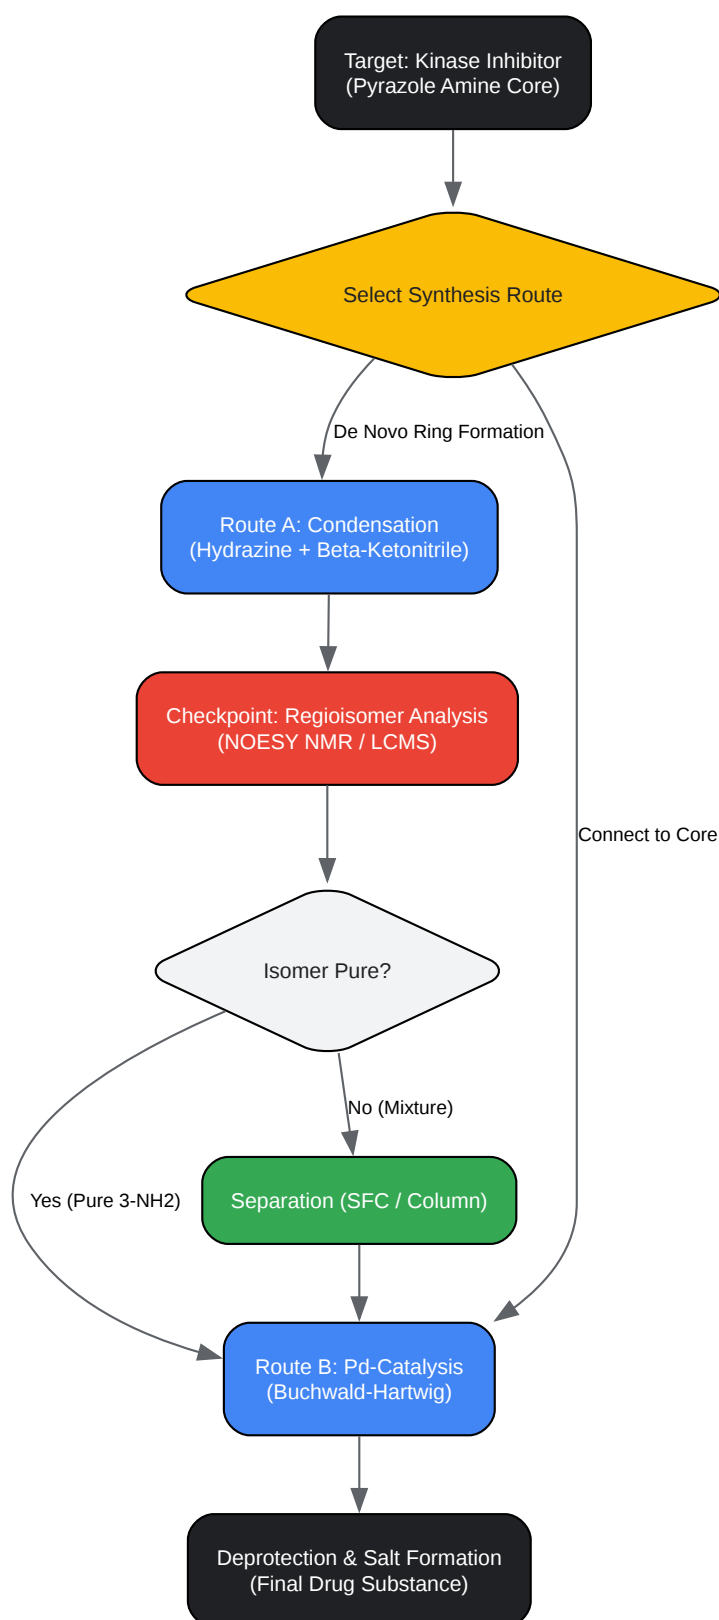 Target: Kinase Inhibitor
(Pyrazole Amine Core)
Select Synthesis Route
De Novo Ring Formation
Route A: Condensation
(Hydrazine + Beta-Ketonitrile)
Checkpoint: Regioisomer Analysis
(NOESY NMR / LCMS)
Connect to Core
Isomer Pure?
No (Mixture)
Yes (Pure 3-NH2)
Separation (SFC / Column)
Route B: Pd-Catalysis
(Buchwald-Hartwig)
Deprotection & Salt Formation
(Final Drug Substance)